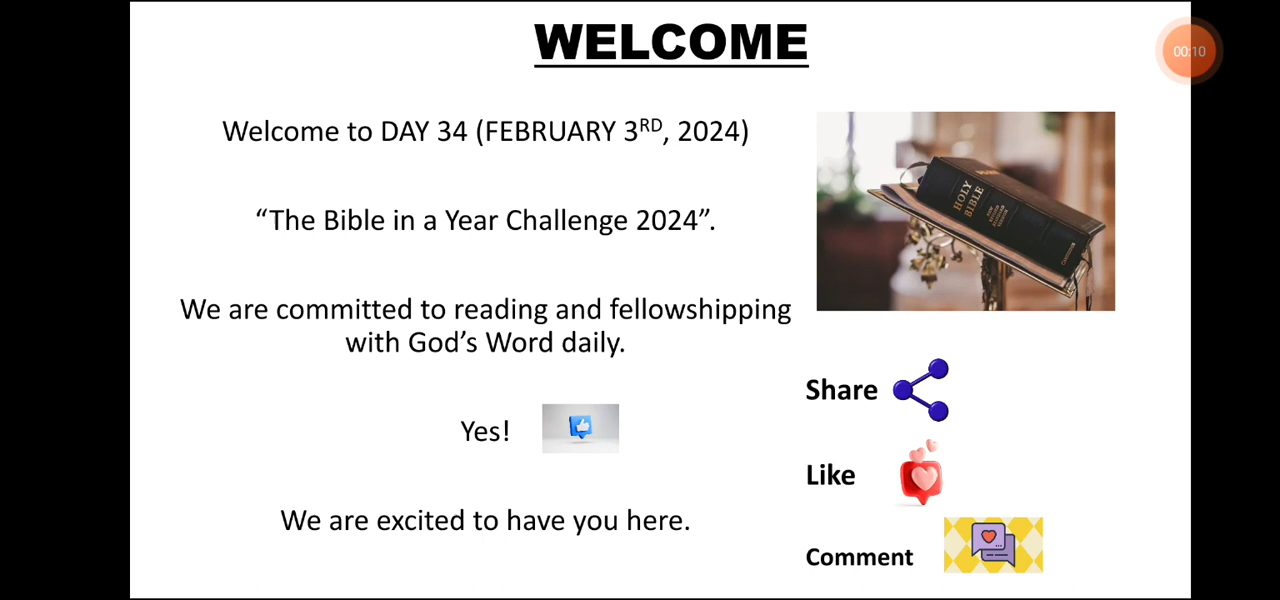 WELCOME
00:10
Welcome to DAY 34 (FEBRUARY 3RD, 2024)
HOLY
BIBLE
“The Bible in a Year Challenge 2024”.
We are committed to reading and fellowshipping
with God’s Word daily.
Share
Yes!
Like
We are excited to have you here.
Comment